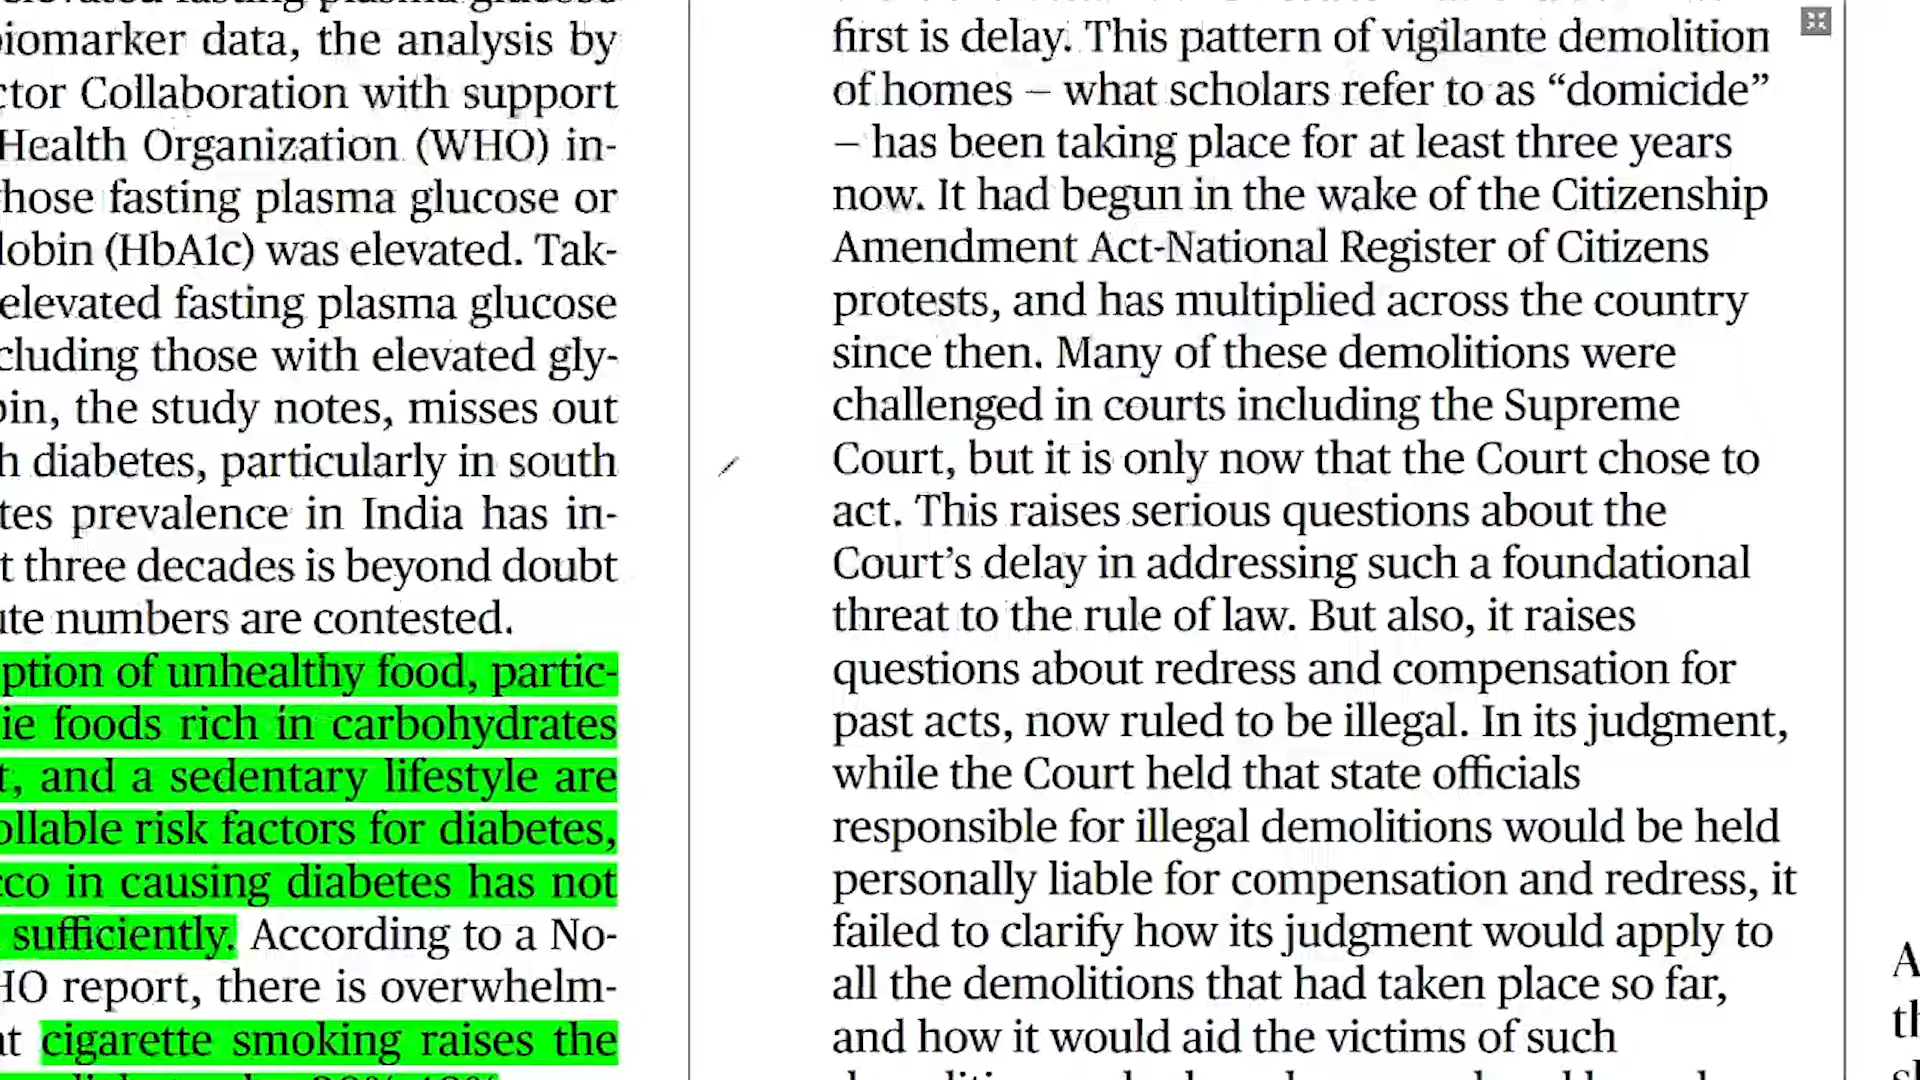 biomarker data, the analysis by
ctor Collaboration with support
Health Organization (WHO) in-
hose fasting plasma glucose or
lobin (HbA1c) was elevated. Tak-
elevated fasting plasma glucose
cluding those with elevated gly-
bin, the study notes, misses out
h diabetes, particularly in south
tes prevalence in India has in-
t three decades is beyond doubt
ute numbers are contested.
ption of unhealthy food, partic-
ie foods rich in carbohydrates
t, and a sedentary lifestyle are
ollable risk factors for diabetes,
cco in causing diabetes has not
sufficiently. According to a No-
HO report, there is overwhelm-
at cigarette smoking raises the
first is delay. This pattern of vigilante demolition
of homes – what scholars refer to as “domicide”
– has been taking place for at least three years
now. It had begun in the wake of the Citizenship
Amendment Act-National Register of Citizens
protests, and has multiplied across the country
since then. Many of these demolitions were
challenged in courts including the Supreme
Court, but it is only now that the Court chose to
act. This raises serious questions about the
Court’s delay in addressing such a foundational
threat to the rule of law. But also, it raises
questions about redress and compensation for
past acts, now ruled to be illegal. In its judgment,
while the Court held that state officials
responsible for illegal demolitions would be held
personally liable for compensation and redress, it
failed to clarify how its judgment would apply to
all the demolitions that had taken place so far,
and how it would aid the victims of such
A
th